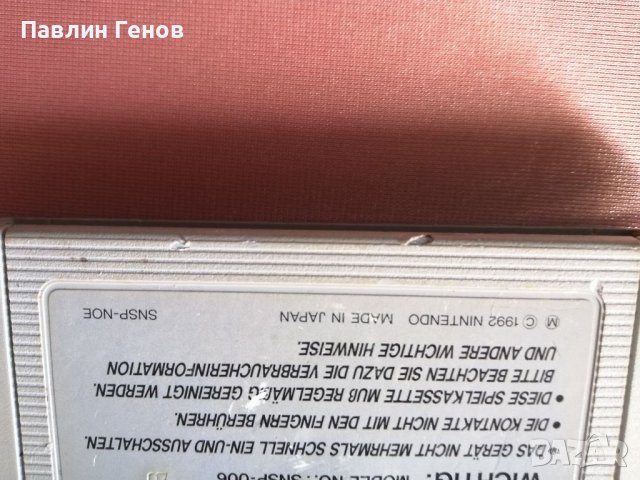 Павлин Генов
WICHTIG: MODEL NO.: SNSP-006
• DAS GERÄT NICHT MEHRMALS SCHNELL EIN-UND AUSSCHALTEN.
• DIE KONTAKTE NICHT MIT DEN FINGERN BERÜHREN.
• DIESE SPIELKASSETTE MUß REGELMÄßIG GEREINIGT WERDEN.
BITTE BEACHTEN SIE DAZU DIE VERBRAUCHERINFORMATION
UND ANDERE WICHTIGE HINWEISE.
Ⓜ © 1992 NINTENDO MADE IN JAPAN SNSP-NOE
BAZAR